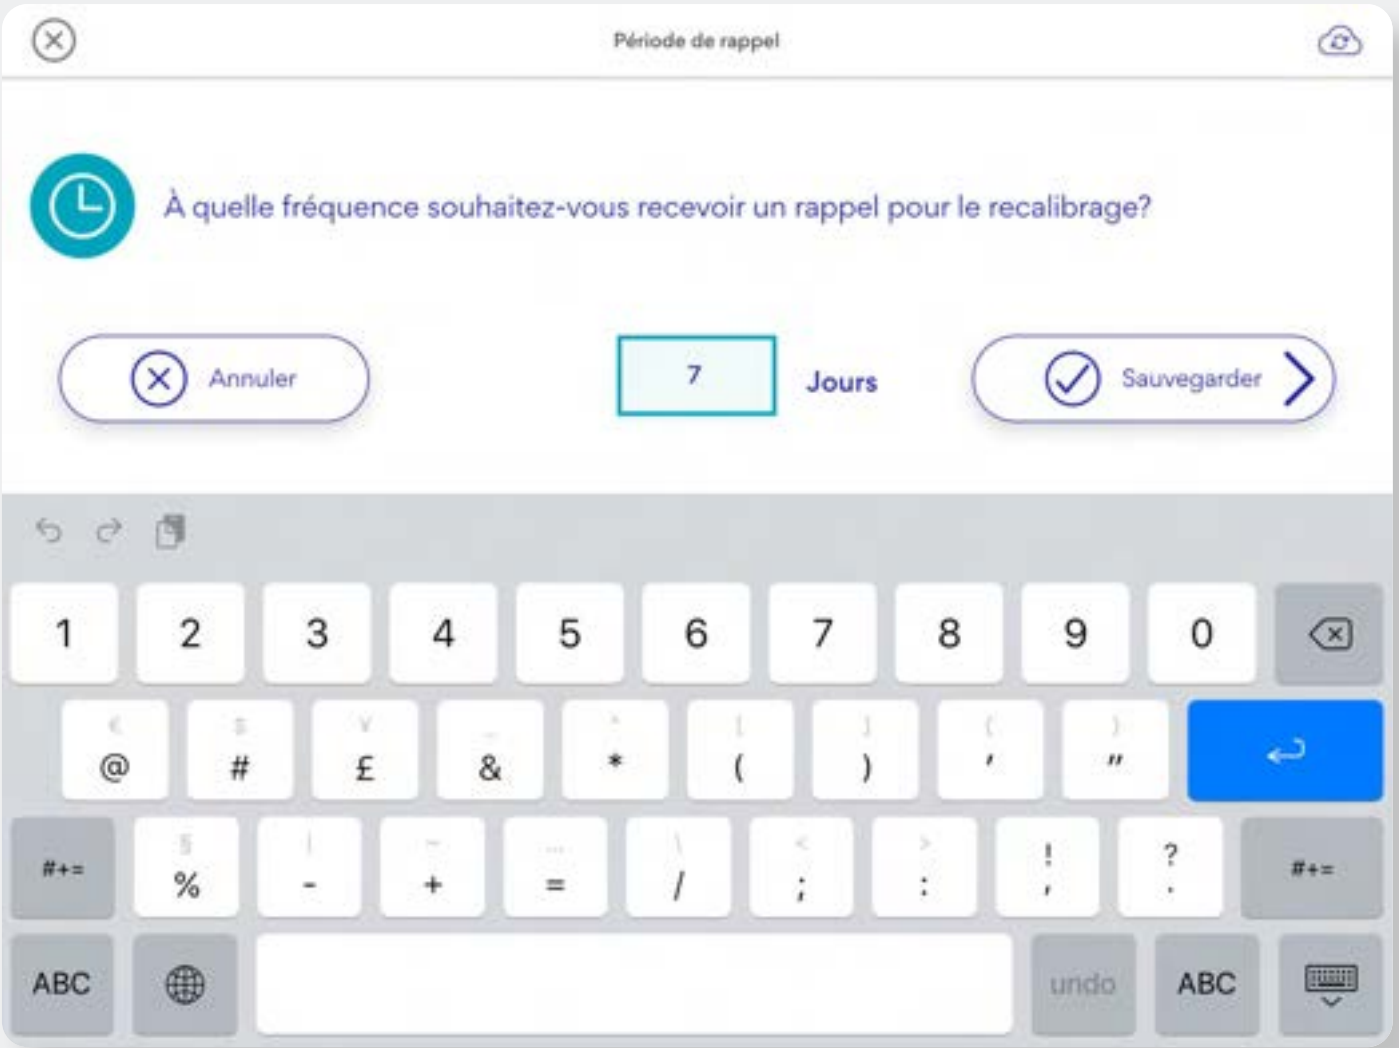 Période de rappel
À quelle fréquence souhaitez-vous recevoir un rappel pour le recalibrage?
Annuler
7
Jours
Sauvegarder
1 2 3 4 5 6 7 8 9 0
€ $ ¥ _ ^ [ ] { }
@ # £ & * ( ) ' "
#+= § | ~ … \ < > ! ? #+=
% - + = / ; : , .
ABC undo ABC